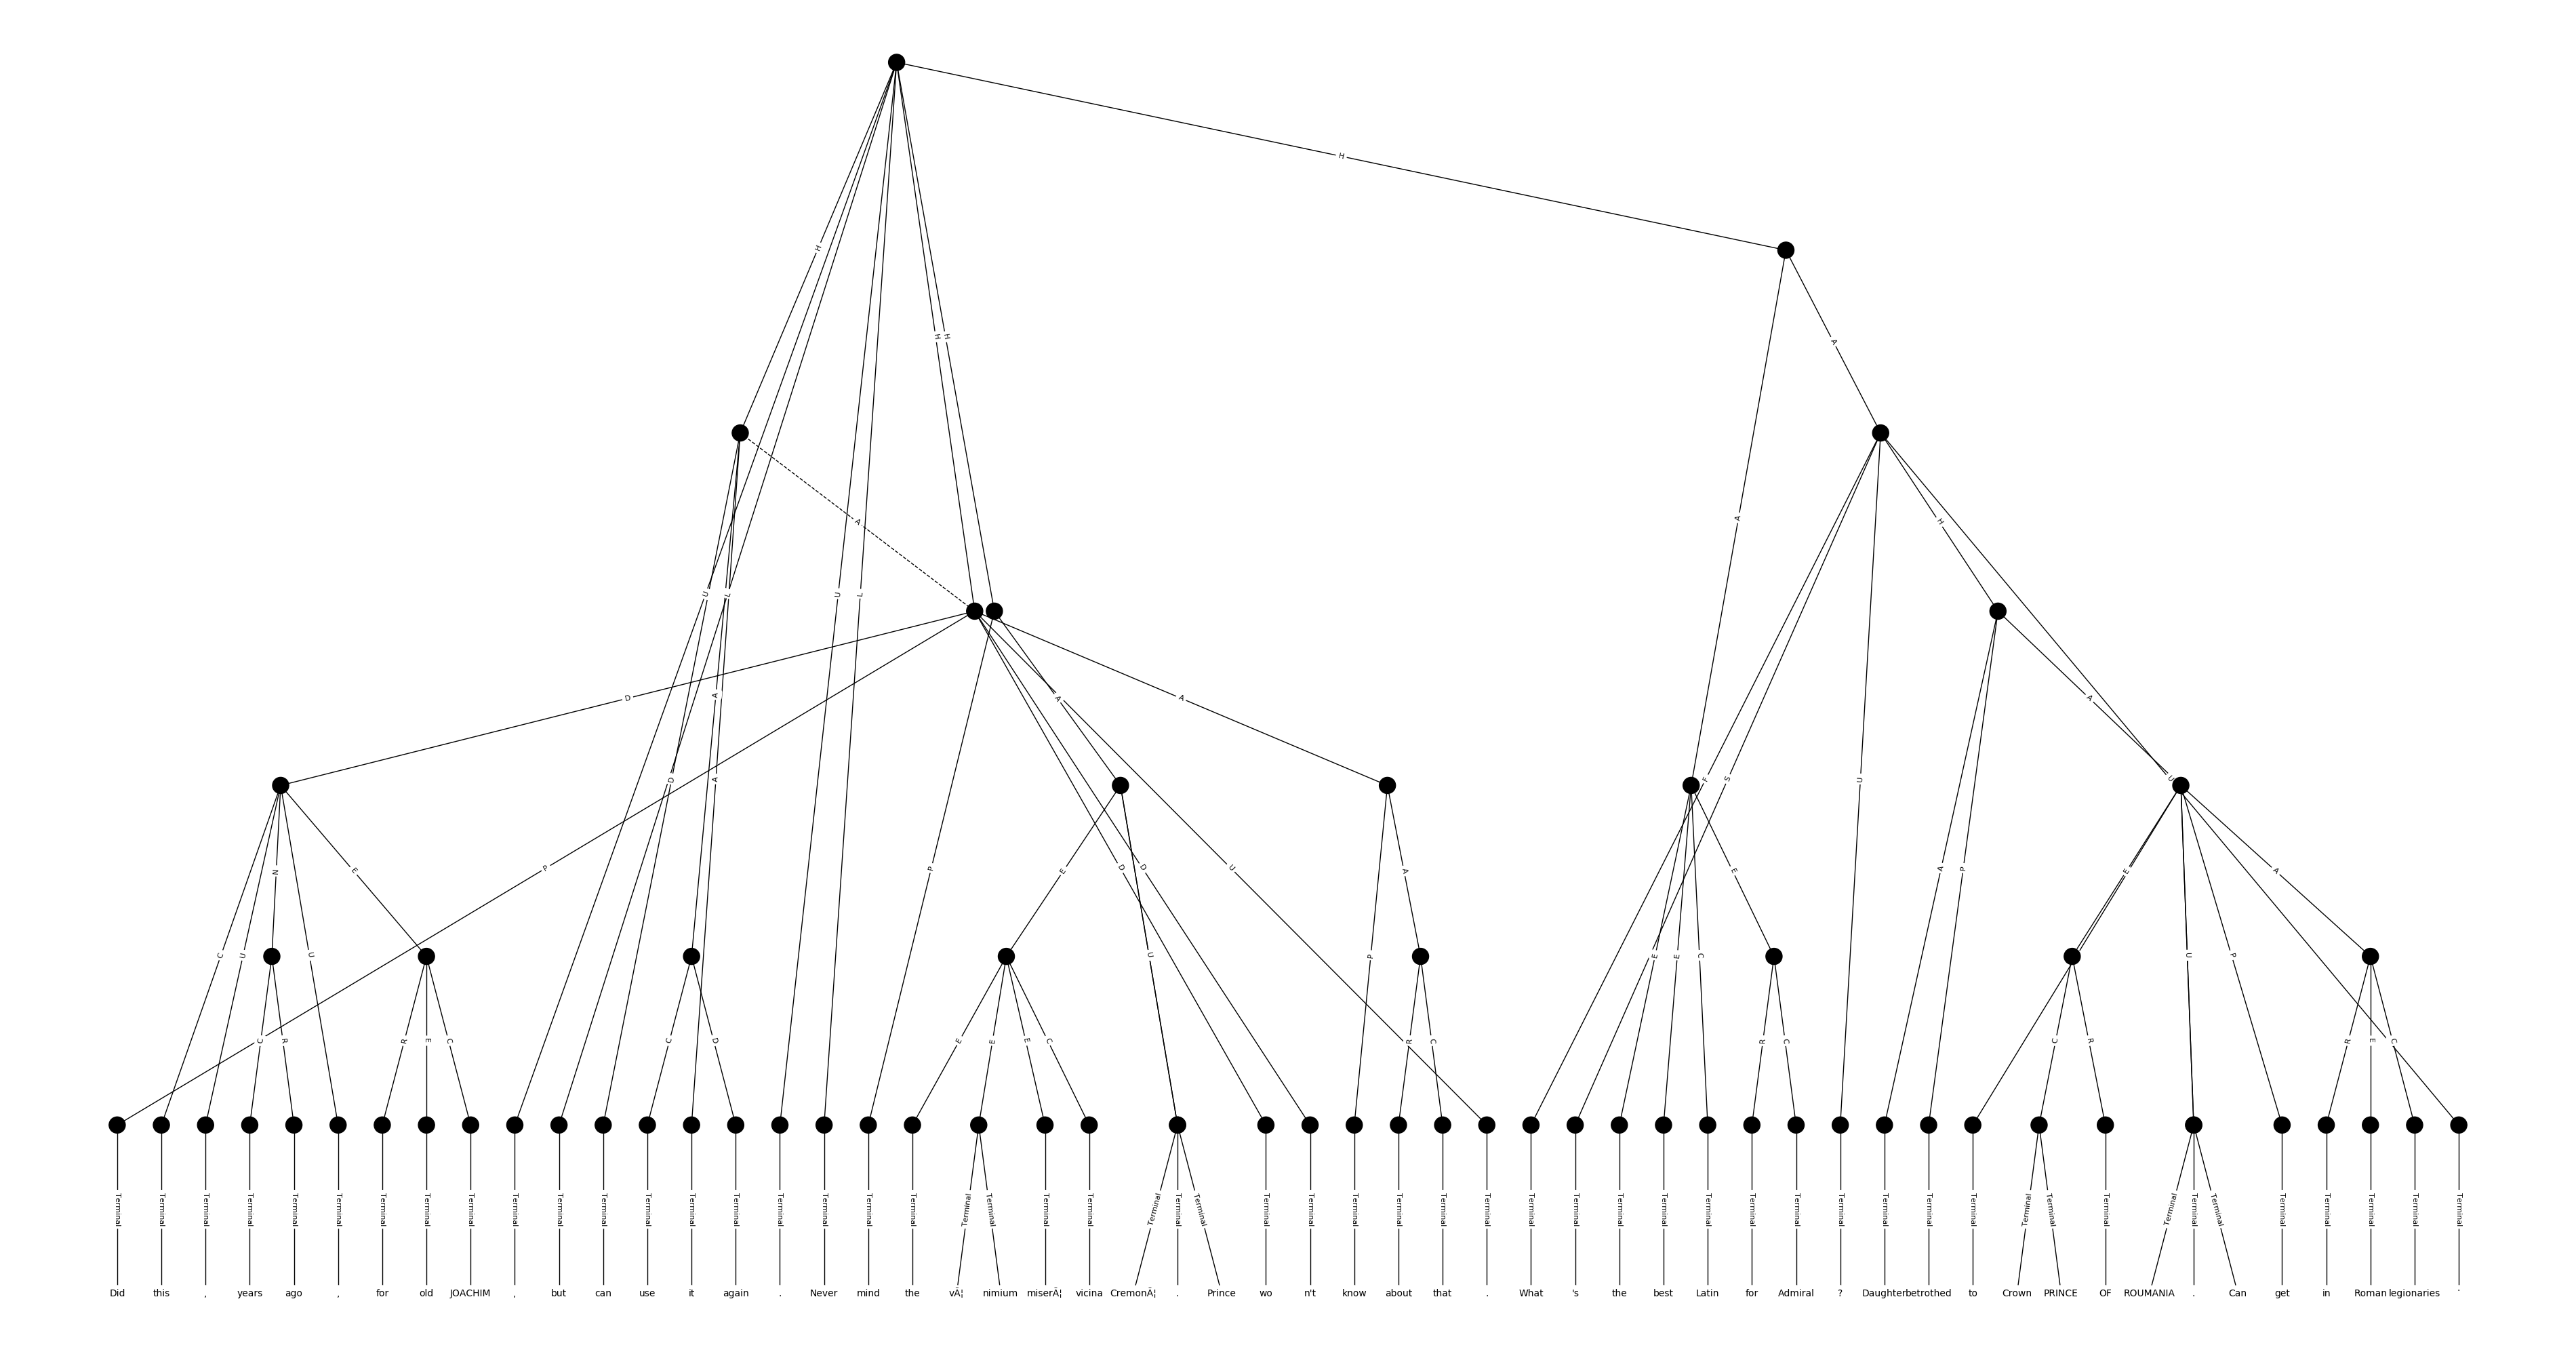 H
H
A
H H
A
A
H
U L U L
D A A A A
D A U F S U
P P E D D U P A E A P E A
C U N U E
C U C R U R E C C D E E E C U R C E E C R C C R U P R E C
Terminal Terminal Terminal Terminal Terminal Terminal Terminal Terminal Terminal Terminal Terminal Terminal Terminal Terminal Terminal Terminal Terminal Terminal Terminal Terminal Terminal Terminal Terminal Terminal Terminal Terminal Terminal Terminal Terminal Terminal Terminal Terminal Terminal Terminal Terminal Terminal Terminal Terminal Terminal Terminal Terminal Terminal Terminal Terminal Terminal Terminal Terminal Terminal Terminal Terminal Terminal Terminal Terminal Terminal
Did this , years ago , for old JOACHIM , but can use it again . Never mind the vÃ¦ nimium miserÃ¦ vicina CremonÃ¦ . Prince wo n't know about that . What 's the best Latin for Admiral ? Daughter betrothed to Crown PRINCE OF ROUMANIA . Can get in Roman legionaries '